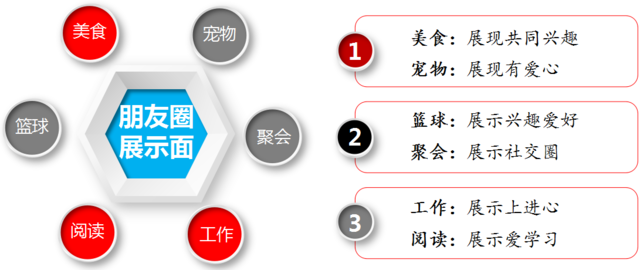 美食
宠物
篮球
朋友圈
展示面
聚会
阅读
工作
1
美食：展现共同兴趣
宠物：展现有爱心
2
篮球：展示兴趣爱好
聚会：展示社交圈
3
工作：展示上进心
阅读：展示爱学习